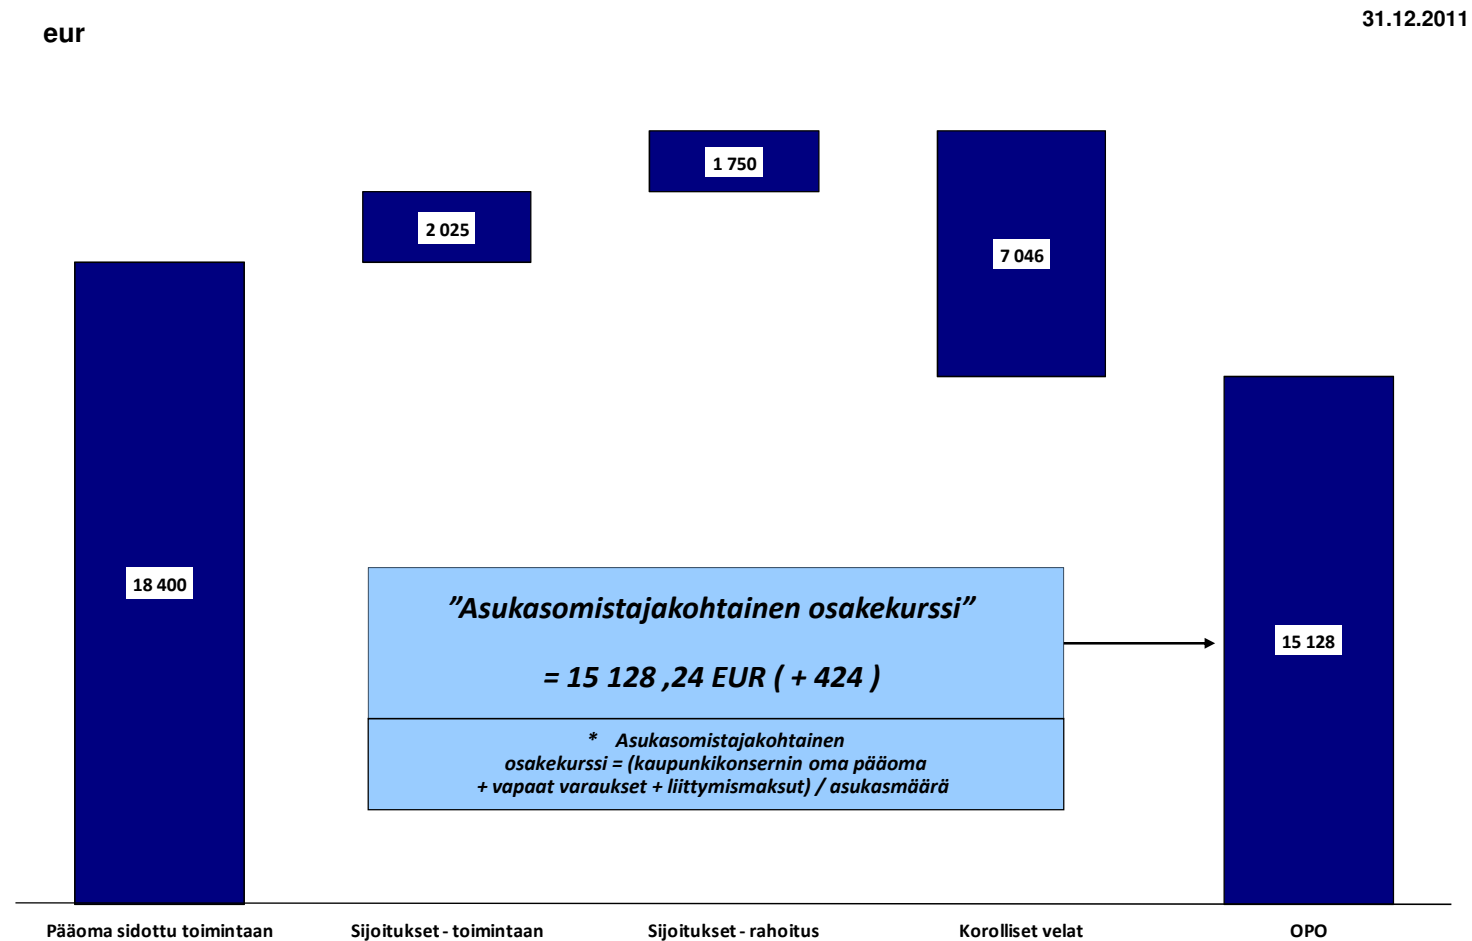 eur
31.12.2011
1 750
2 025
7 046
18 400
”Asukasomistajakohtainen osakekurssi”
= 15 128 ,24 EUR ( + 424 )
15 128
* Asukasomistajakohtainen
osakekurssi = (kaupunkikonsernin oma pääoma
+ vapaat varaukset + liittymismaksut) / asukasmäärä
Pääoma sidottu toimintaan
Sijoitukset - toimintaan
Sijoitukset - rahoitus
Korolliset velat
OPO